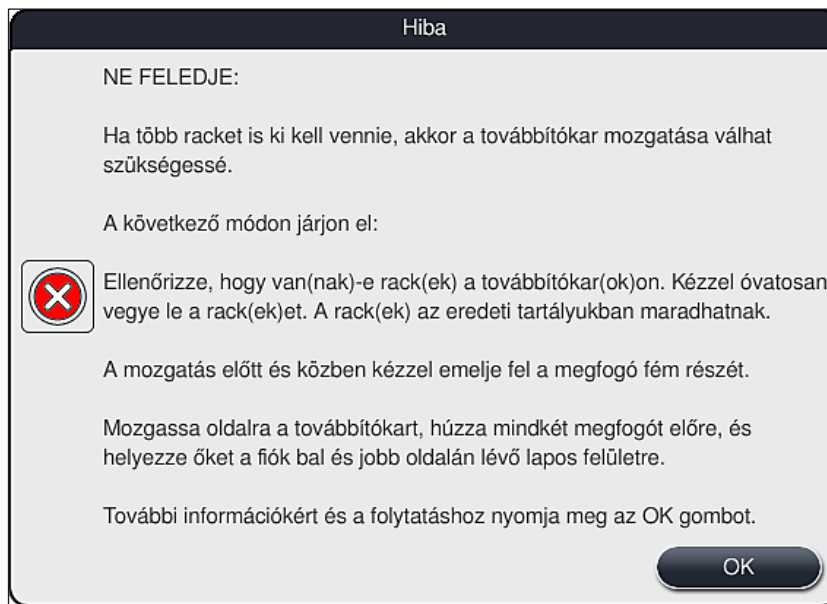 Hiba
NE FELEDJE:
Ha több racket is ki kell vennie, akkor a továbbítókar mozgatása válhat
szükségessé.
A következő módon járjon el:
Ellenőrizze, hogy van(nak)-e rack(ek) a továbbítókar(ok)on. Kézzel óvatosan
vegye le a rack(ek)et. A rack(ek) az eredeti tartályukban maradhatnak.
A mozgatás előtt és közben kézzel emelje fel a megfogó fém részét.
Mozgassa oldalra a továbbítókart, húzza mindkét megfogót előre, és
helyezze őket a fiók bal és jobb oldalán lévő lapos felületre.
További információkért és a folytatáshoz nyomja meg az OK gombot.
OK